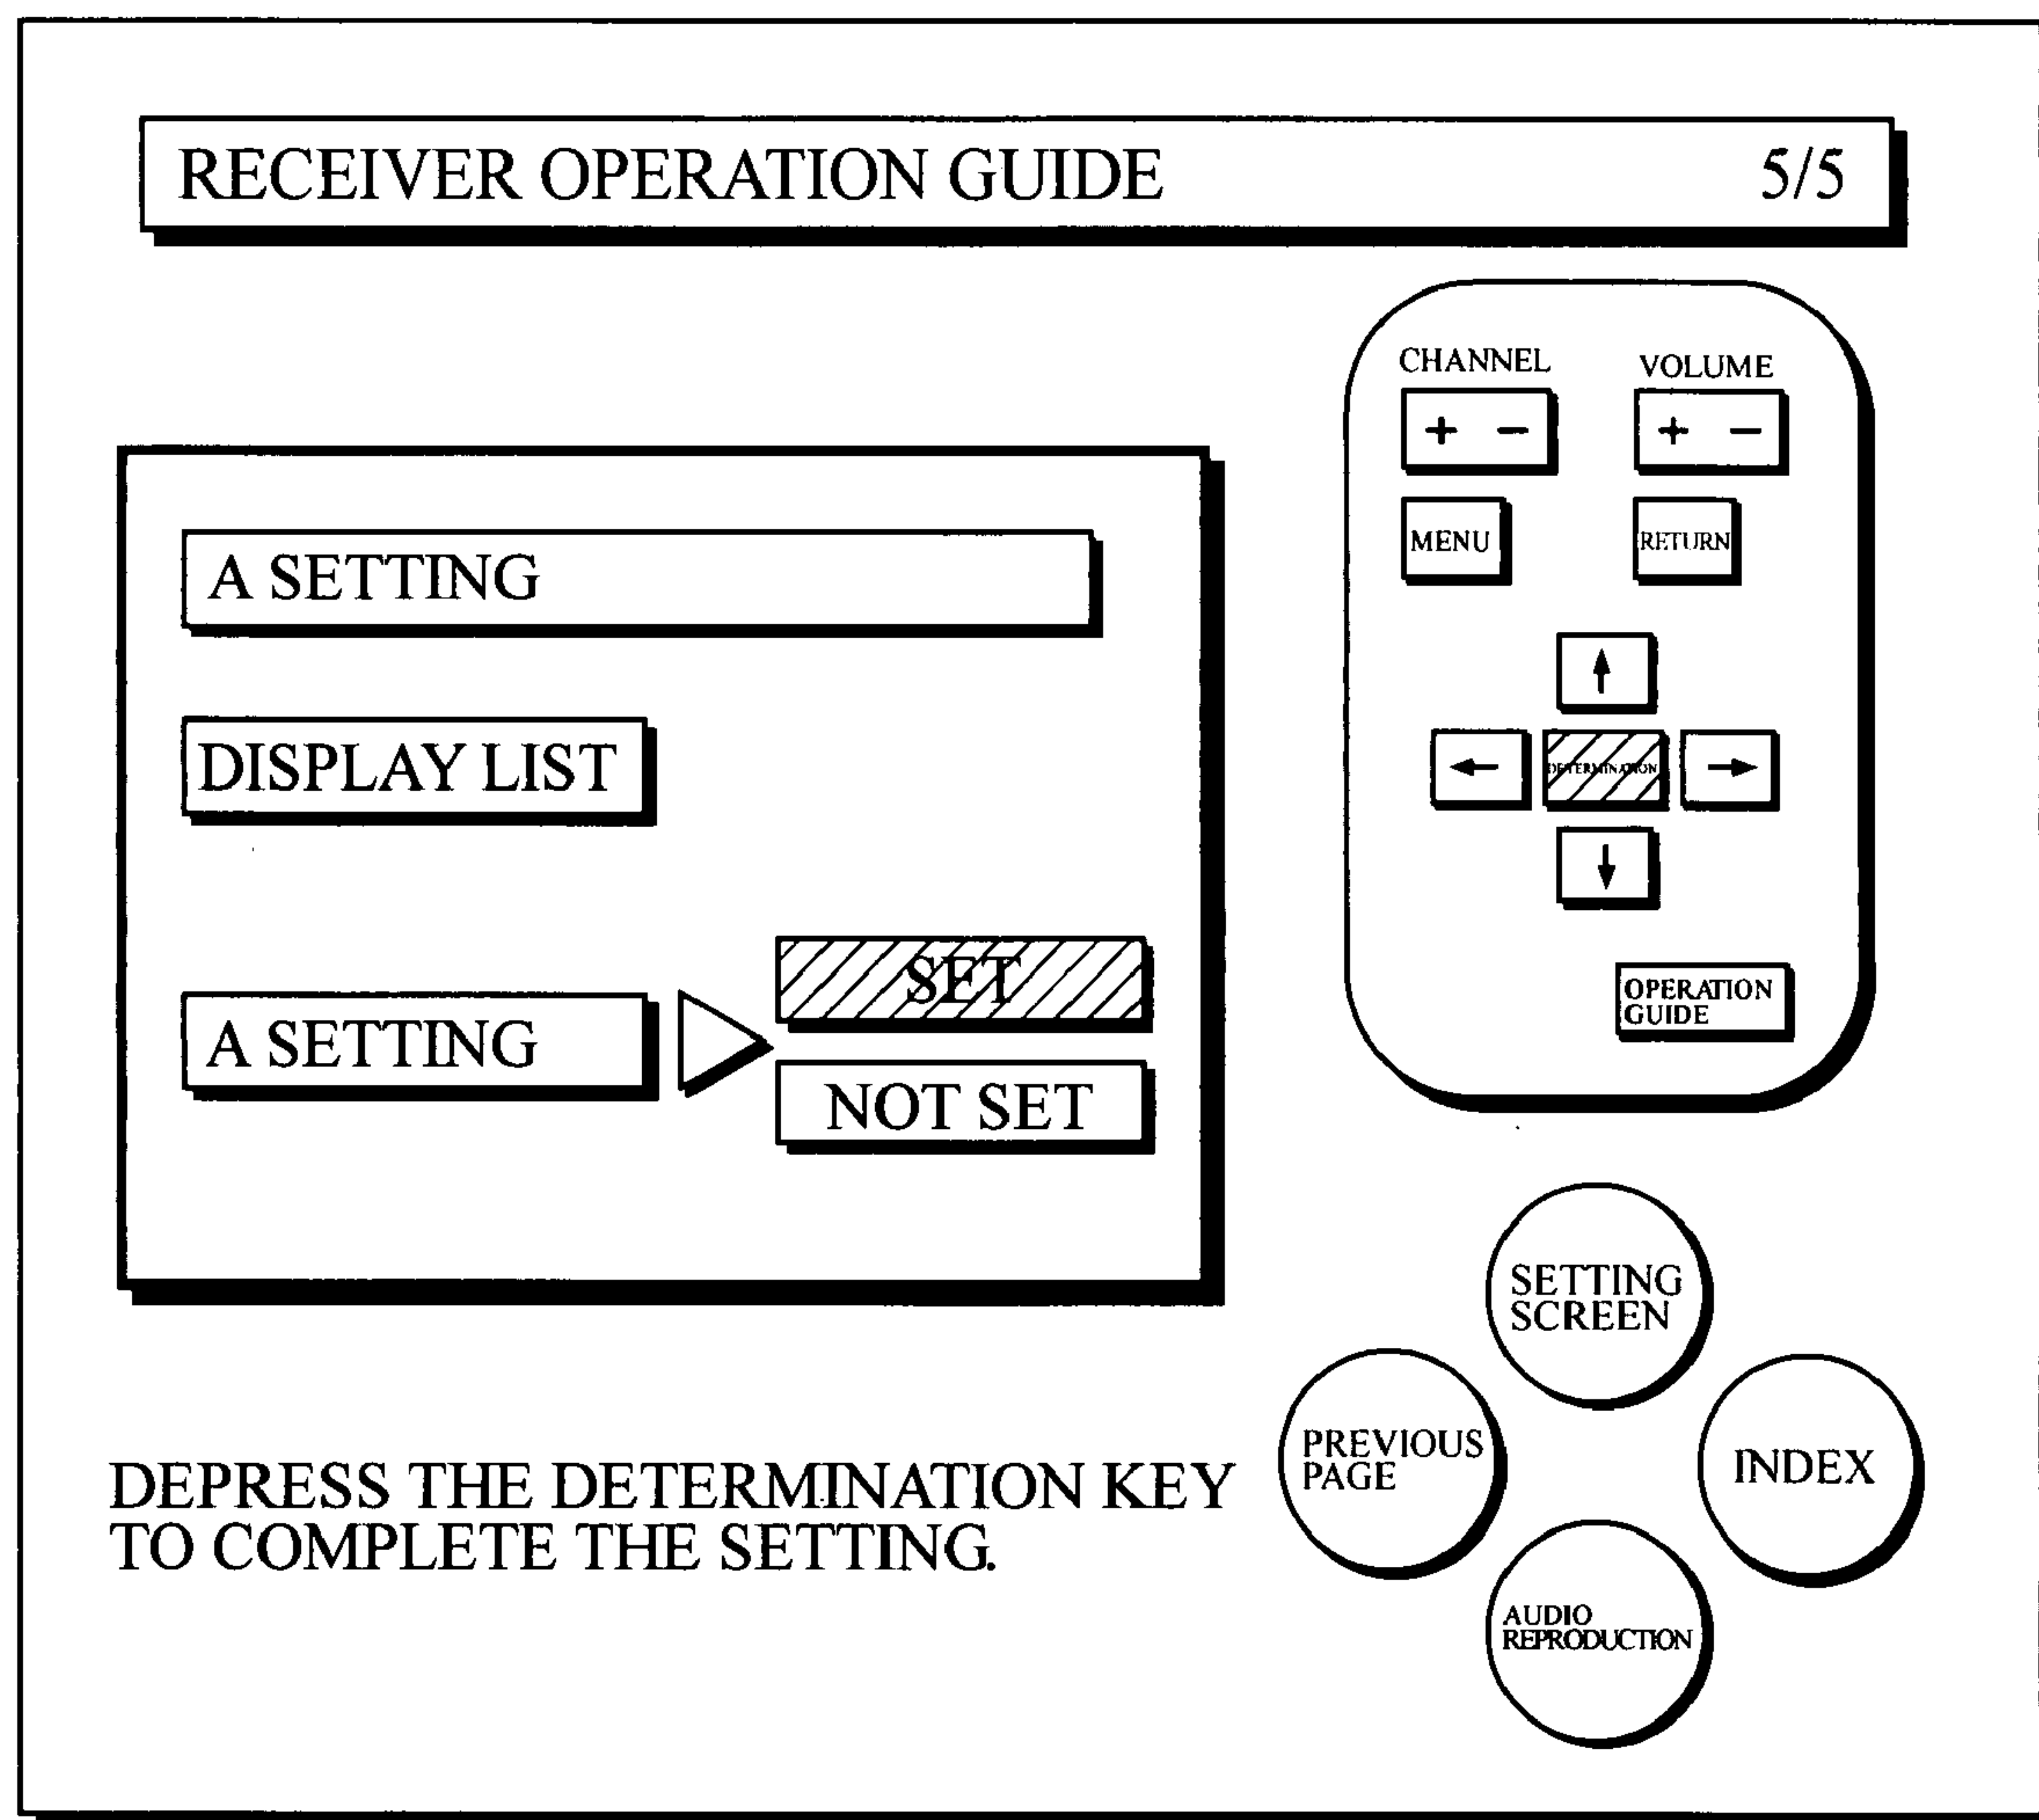 RECEIVER OPERATION GUIDE 5/5
CHANNEL VOLUME
+ - + -
MENU RETURN
A SETTING
DISPLAY LIST
DETERMINATION
SET
A SETTING
NOT SET
OPERATION
GUIDE
DEPRESS THE DETERMINATION KEY
TO COMPLETE THE SETTING.
SETTING
SCREEN
PREVIOUS
PAGE
INDEX
AUDIO
REPRODUCTION